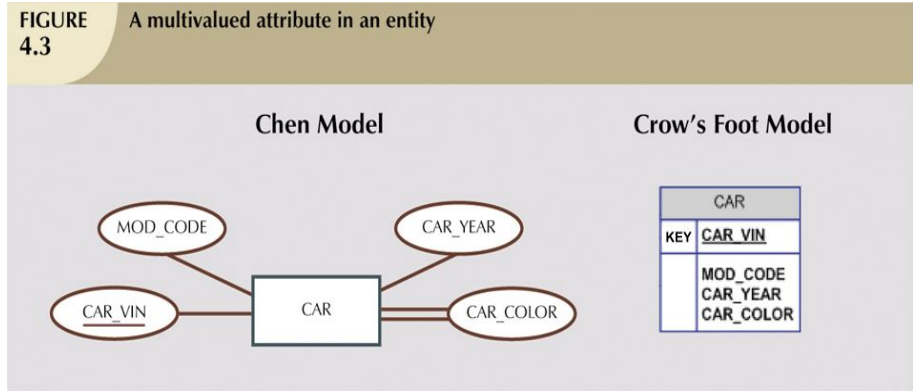 FIGURE 4.3
A multivalued attribute in an entity
Chen Model
Crow's Foot Model
MOD_CODE
CAR_YEAR
CAR_VIN
CAR
CAR_COLOR
CAR
KEY CAR_VIN
MOD_CODE
CAR_YEAR
CAR_COLOR